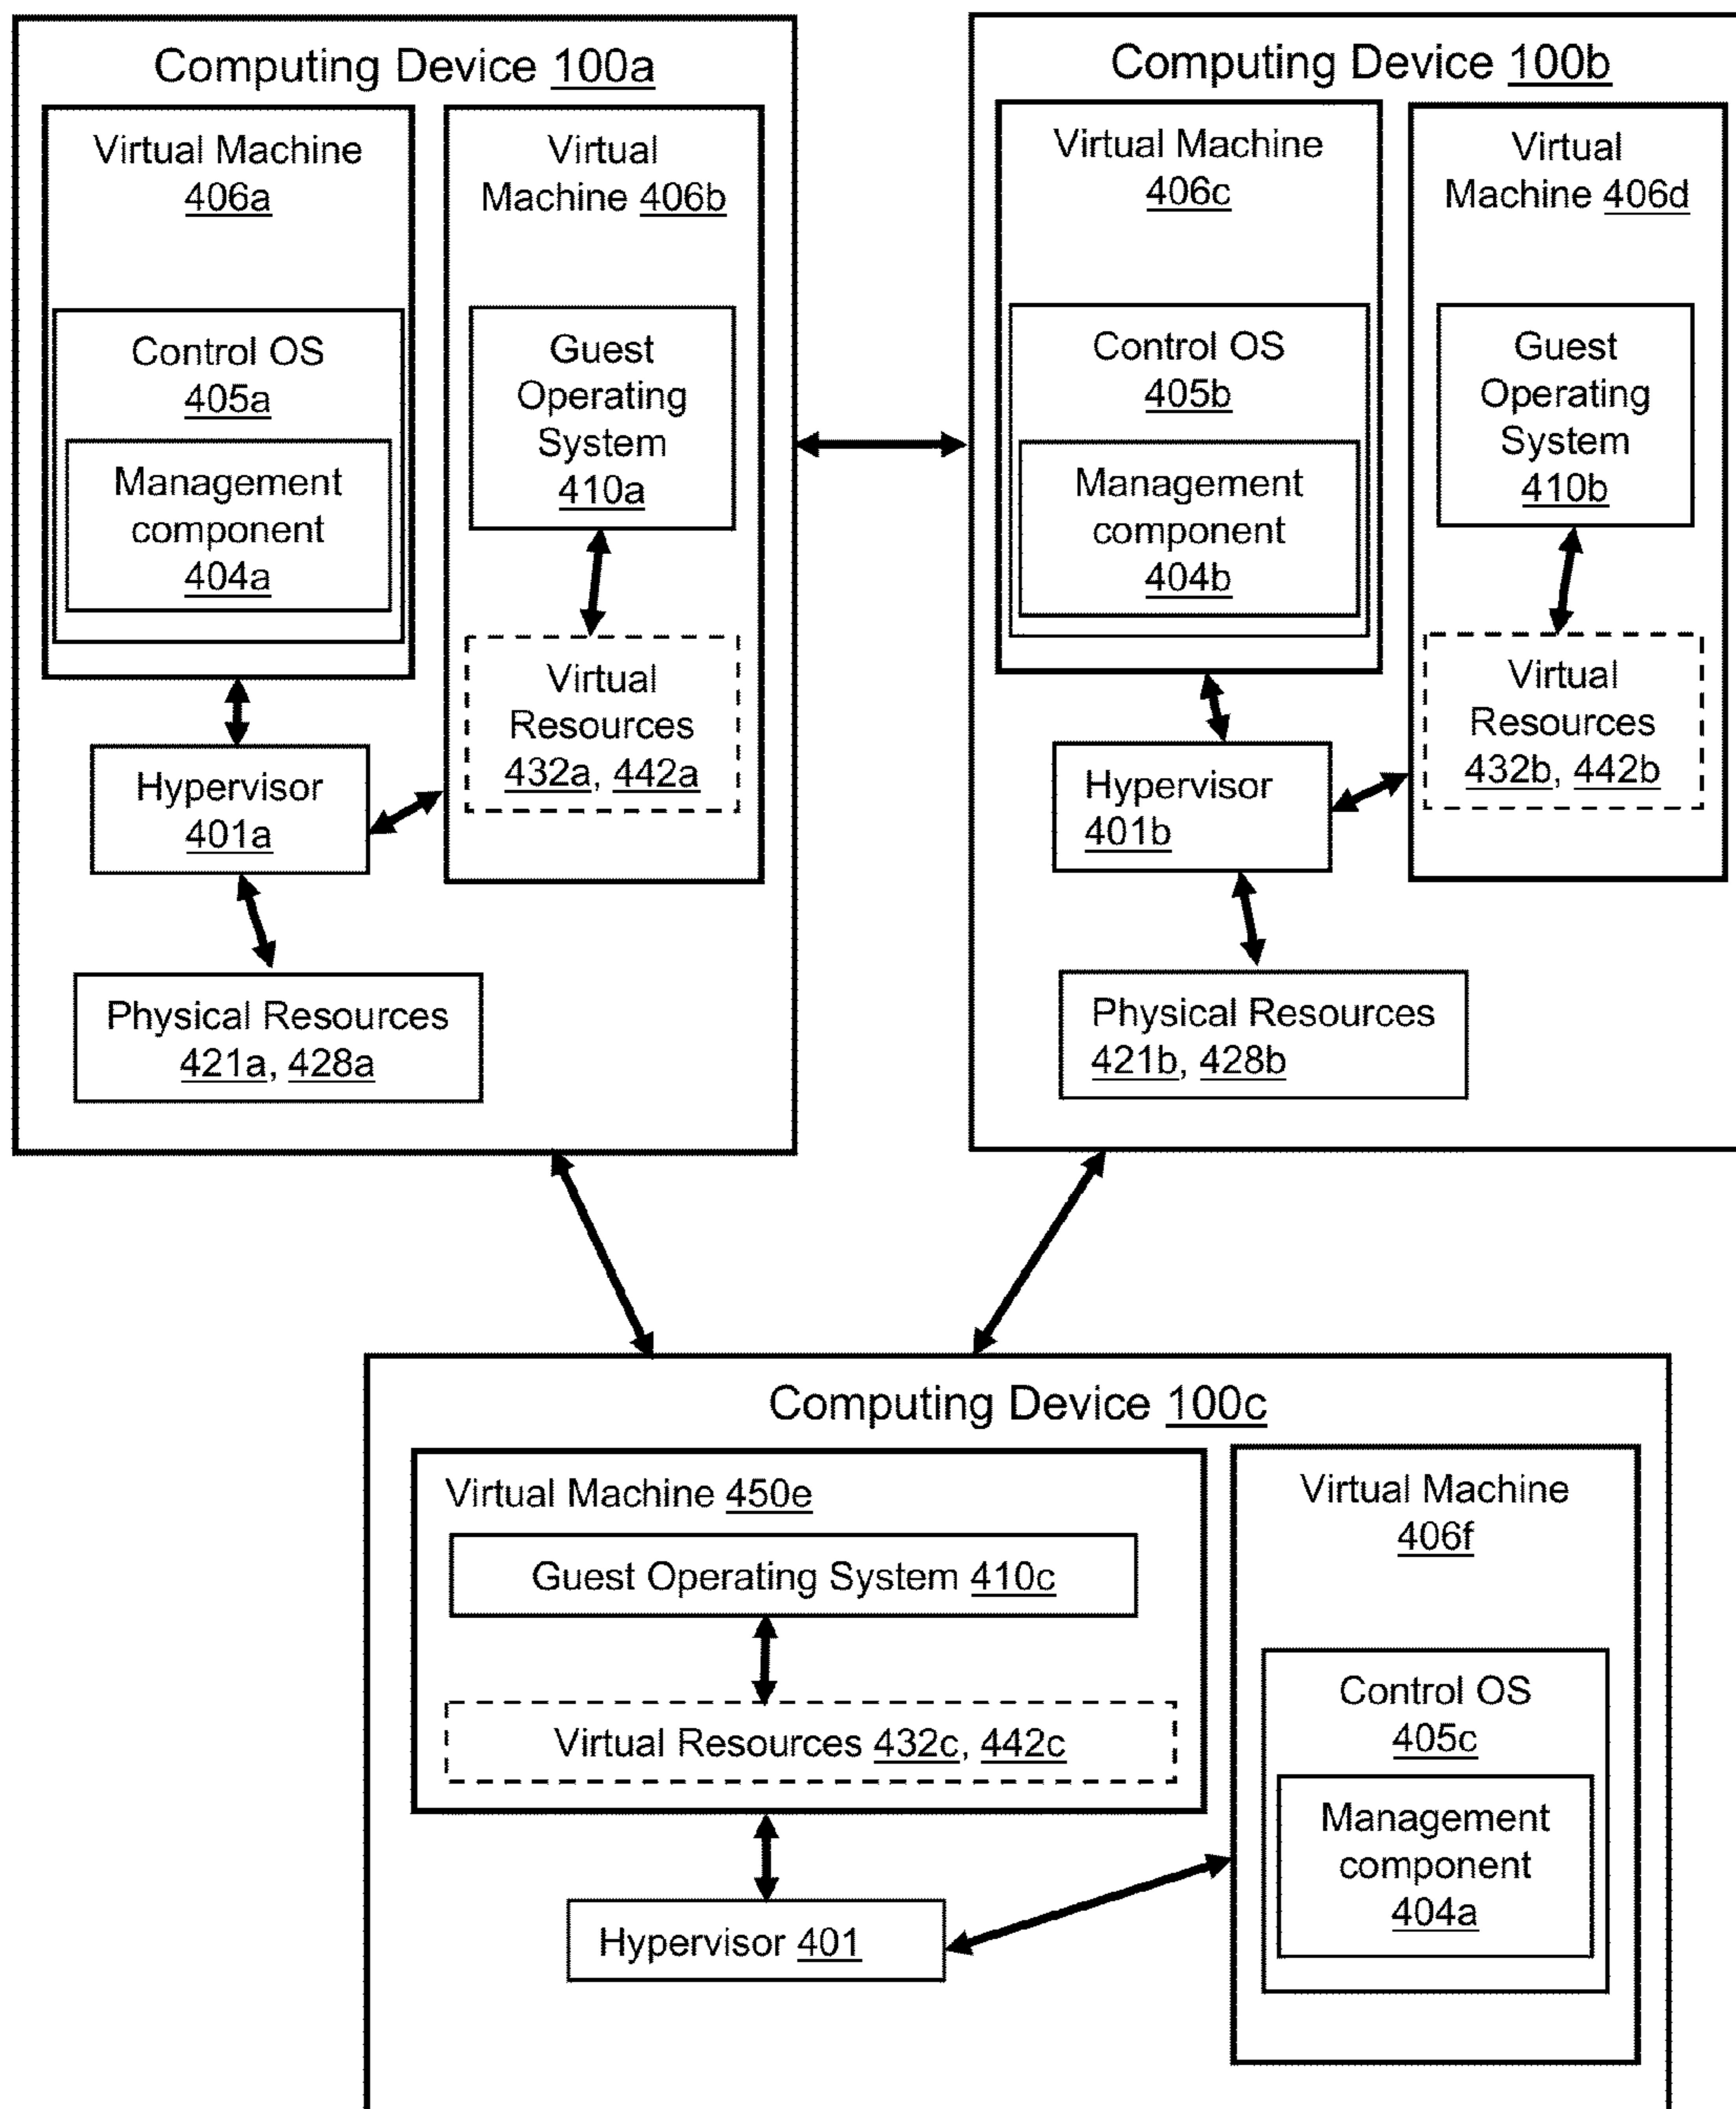 Computing Device 100a
Virtual Machine
406a
Control OS
405a
Management
component
404a
Virtual
Machine 406b
Guest
Operating
System
410a
Virtual
Resources
432a, 442a
Hypervisor
401a
Physical Resources
421a, 428a
Computing Device 100b
Virtual Machine
406c
Control OS
405b
Management
component
404b
Virtual
Machine 406d
Guest
Operating
System
410b
Virtual
Resources
432b, 442b
Hypervisor
401b
Physical Resources
421b, 428b
Computing Device 100c
Virtual Machine 450e
Guest Operating System 410c
Virtual Resources 432c, 442c
Hypervisor 401
Virtual Machine
406f
Control OS
405c
Management
component
404a